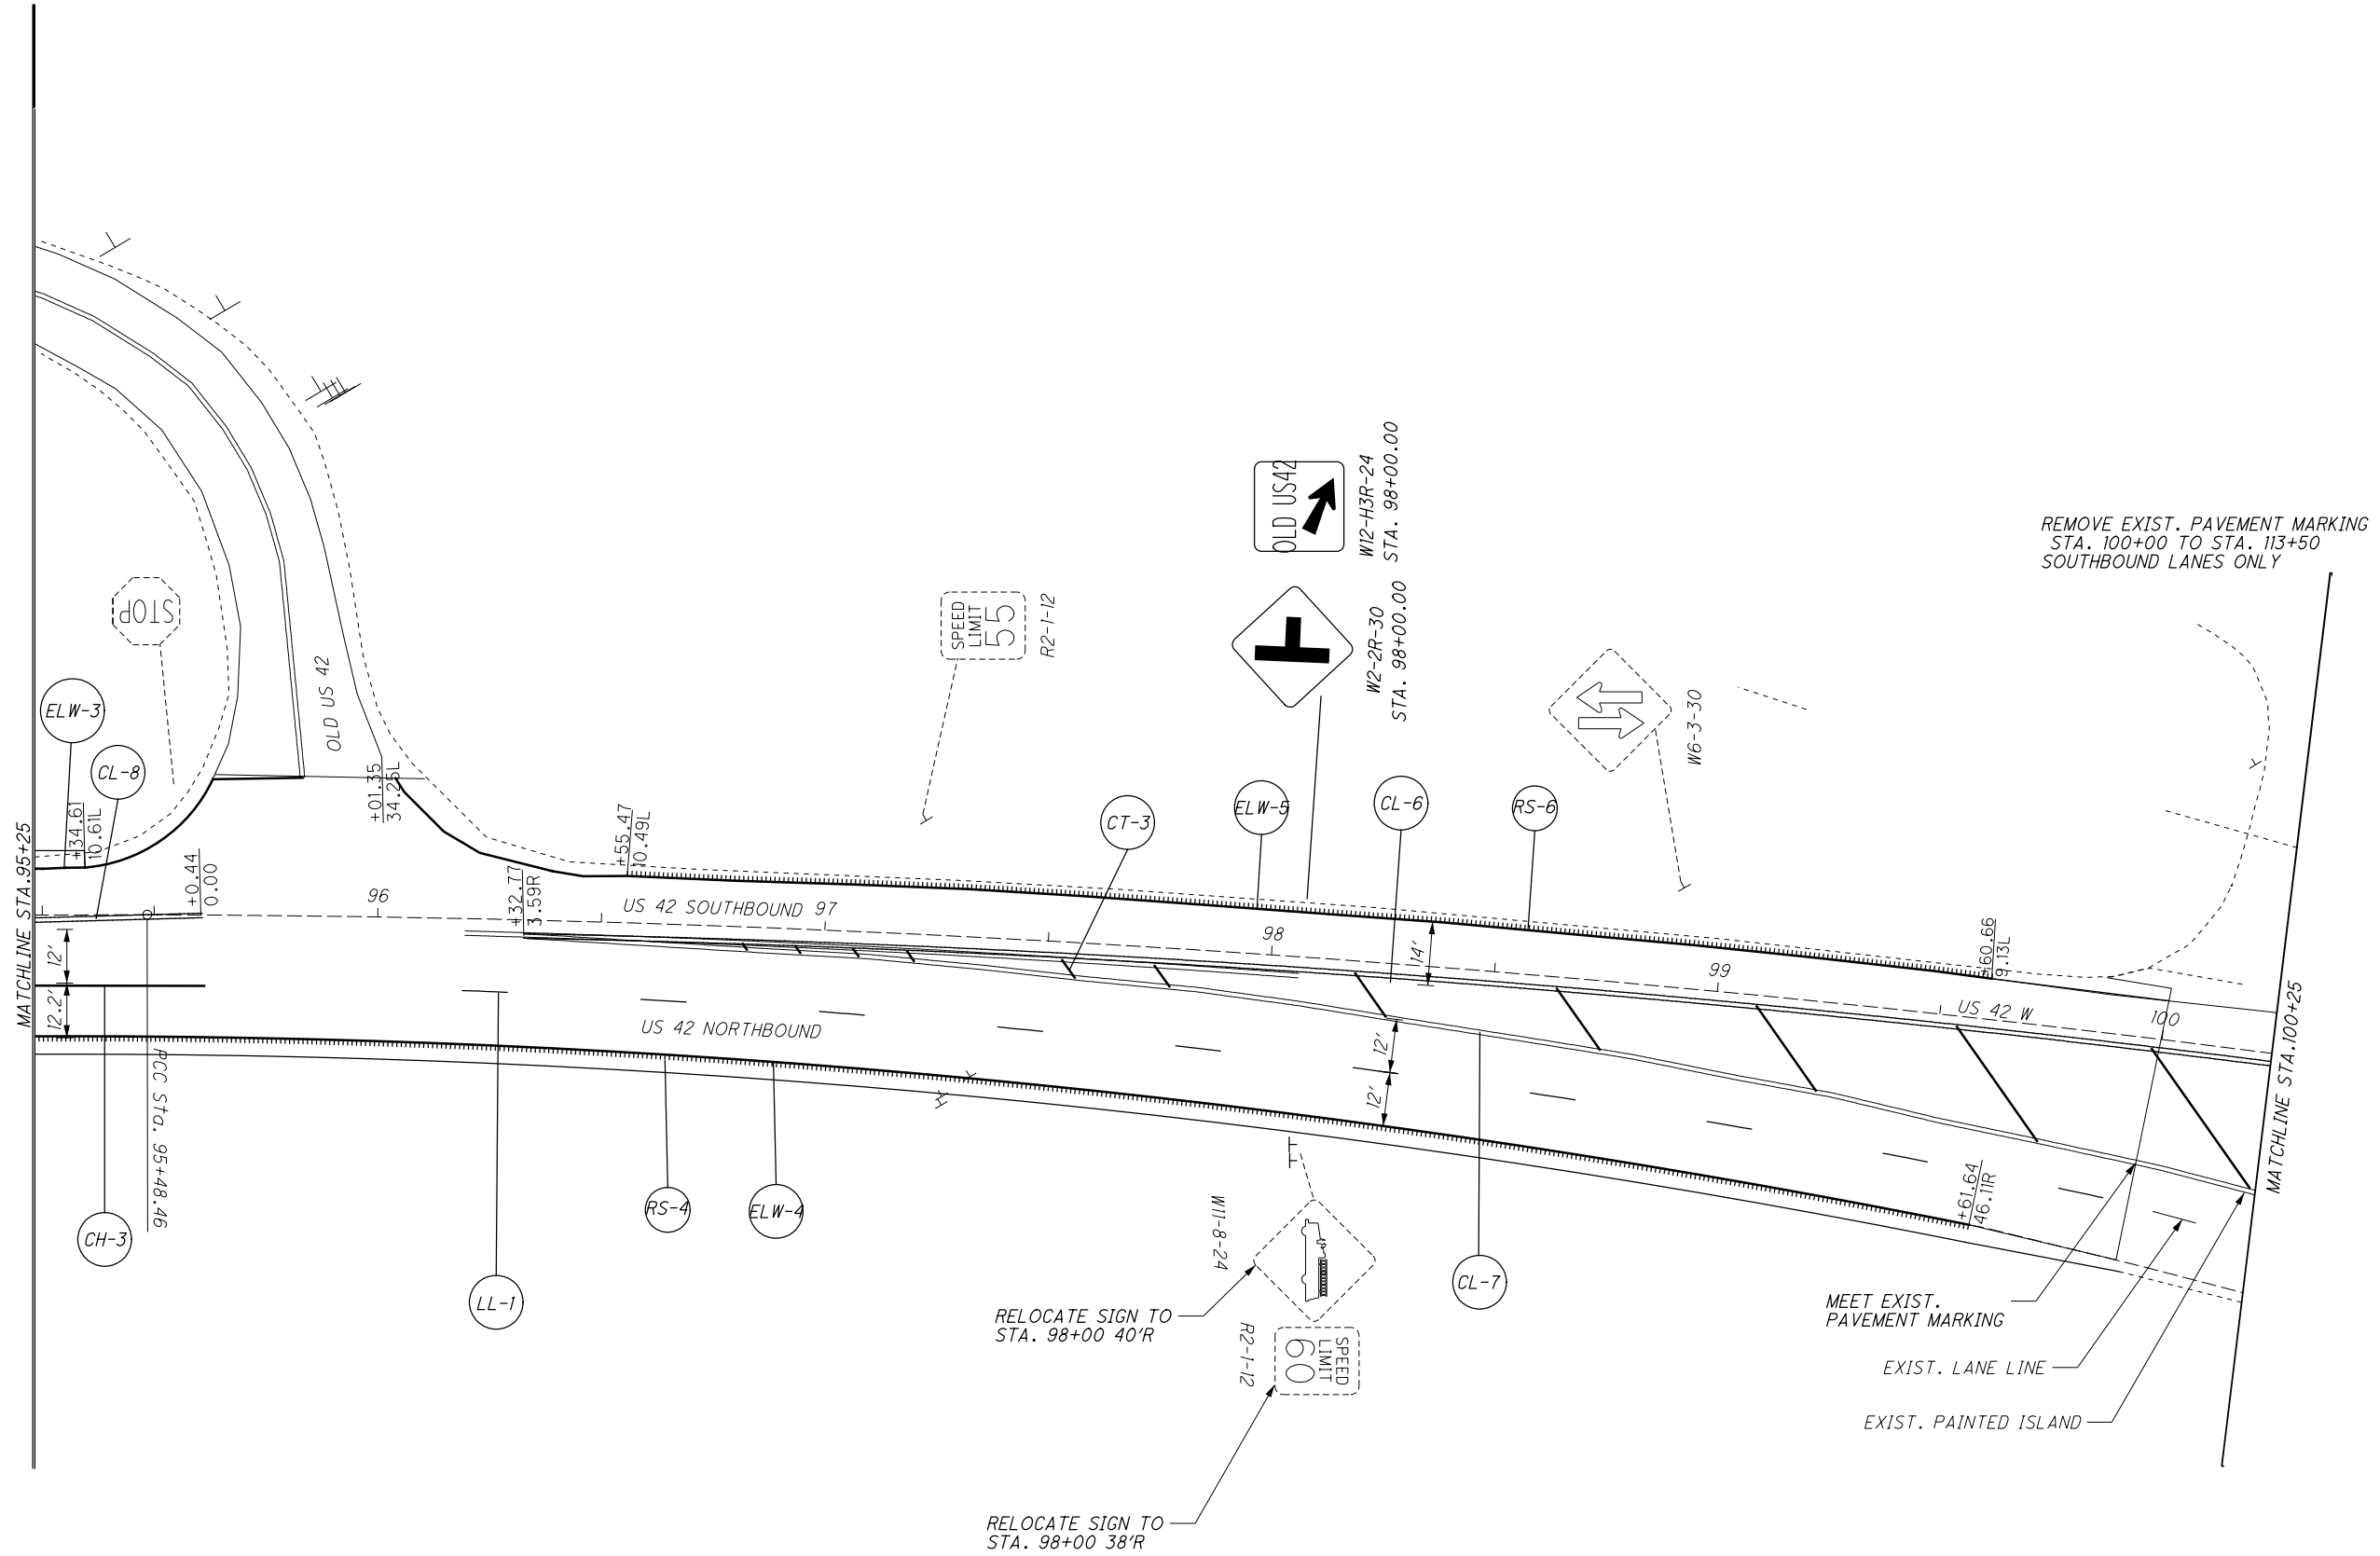 OLD US42
W12-H3R-24
STA. 98+00.00
REMOVE EXIST. PAVEMENT MARKING
STA. 100+00 TO STA. 113+50
SOUTHBOUND LANES ONLY
STOP
SPEED
LIMIT
55
R2-1-12
W2-2R-30
STA. 98+00.00
W6-3-30
ELW-3
CL-8
OLD US 42
+01.35
34.25L
+34.61
10.61L
+0.44
0.00
MATCHLINE STA.95+25
+55.47
10.49L
+32.77
3.59R
CT-3
ELW-5
CL-6
RS-6
96
US 42 SOUTHBOUND 97
98
14'
99
+60.66
9.13L
US 42 W
100
MATCHLINE STA.100+25
12'
12.2'
US 42 NORTHBOUND
12'
12'
PCC Sta. 95+48.46
CH-3
LL-1
RS-4
ELW-4
W11-8-24
CL-7
+61.64
46.11R
RELOCATE SIGN TO
STA. 98+00 40'R
R2-1-12
SPEED
LIMIT
60
MEET EXIST.
PAVEMENT MARKING
EXIST. LANE LINE
EXIST. PAINTED ISLAND
RELOCATE SIGN TO
STA. 98+00 38'R